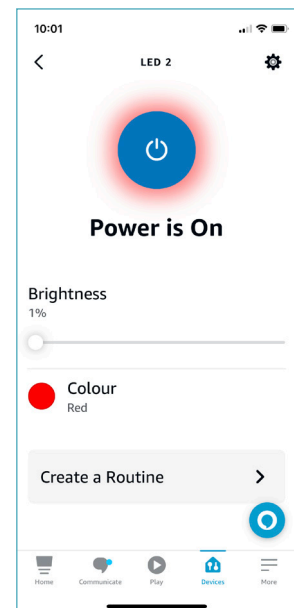 10:01
LED 2
Power is On
Brightness
1%
Colour
Red
Create a Routine
Home Communicate Play Devices More